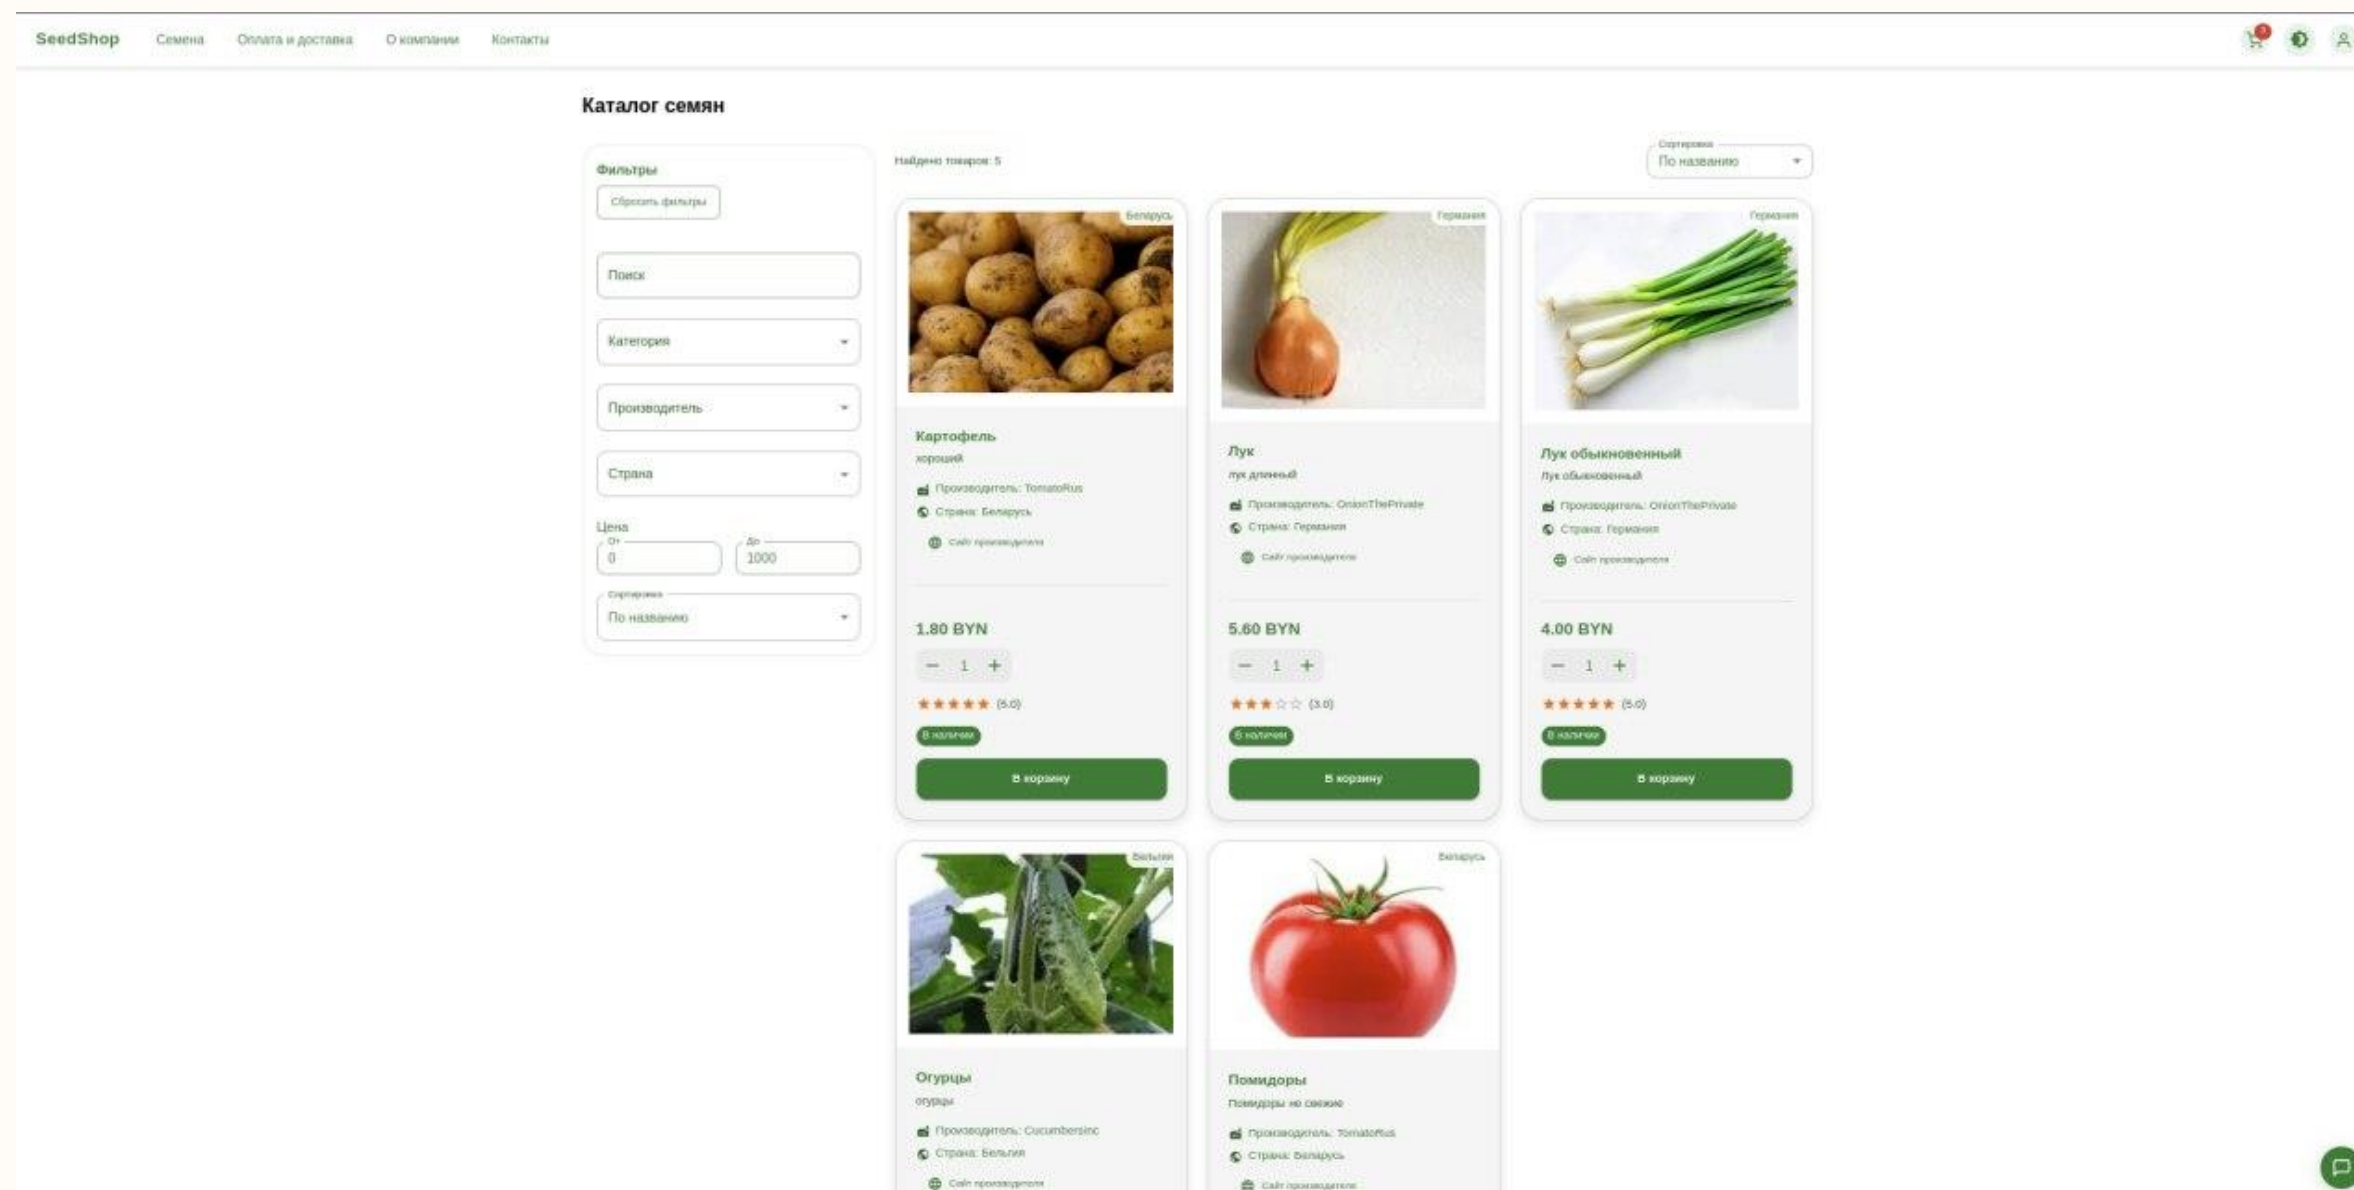 SeedShop Семена Оплата и доставка О компании Контакты
3
Каталог семян
Фильтры
Сбросить фильтры
Поиск
Категория
Производитель
Страна
Цена
От До
0 1000
Сортировка
По названию
Найдено товаров: 5
Сортировка
По названию
Беларусь
Картофель
хороший
Производитель: TomatoRus
Страна: Беларусь
Сайт производителя
1.80 BYN
− 1 +
(5.0)
В наличии
В корзину
Германия
Лук
лук длинный
Производитель: OnionThePrivate
Страна: Германия
Сайт производителя
5.60 BYN
− 1 +
(3.0)
В наличии
В корзину
Германия
Лук обыкновенный
Лук обыкновенный
Производитель: OnionThePrivate
Страна: Германия
Сайт производителя
4.00 BYN
− 1 +
(5.0)
В наличии
В корзину
Бельгия
Огурцы
огурцы
Производитель: CucumbersInc
Страна: Бельгия
Сайт производителя
Беларусь
Помидоры
Помидоры но свежие
Производитель: TomatoRus
Страна: Беларусь
Сайт производителя